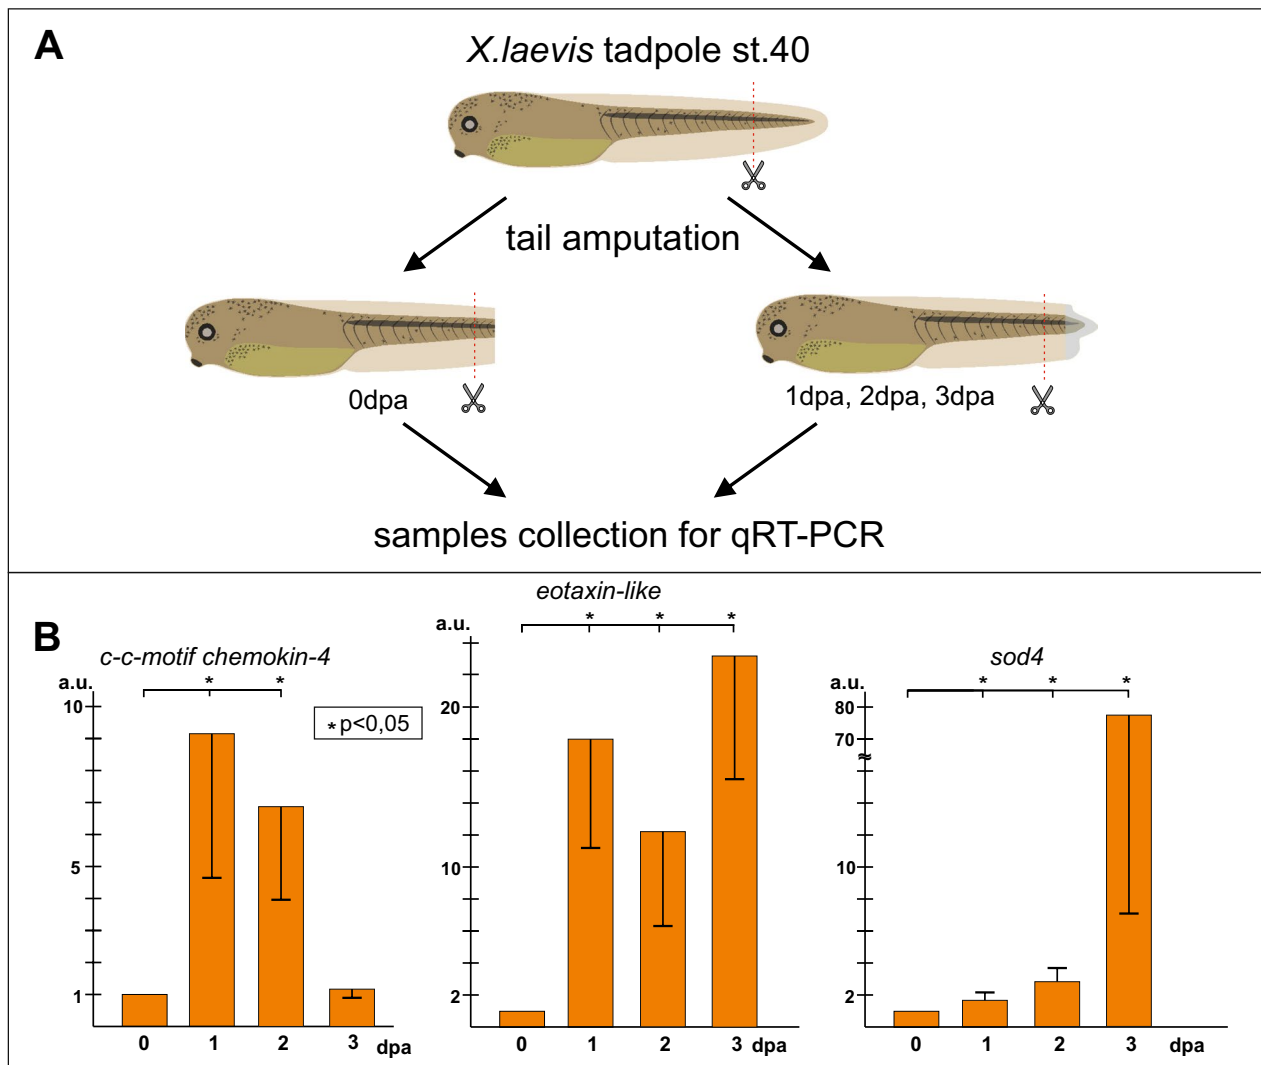 A
X.laevis tadpole st.40
tail amputation
0dpa
1dpa, 2dpa, 3dpa
samples collection for qRT-PCR
B
c-c-motif chemokin-4
a.u.
* *
10
5
1
0 1 2 3 dpa
*p<0,05
eotaxin-like
a.u.
* * *
20
10
2
0 1 2 3 dpa
sod4
a.u.
* * *
80
70
≈
10
2
0 1 2 3 dpa